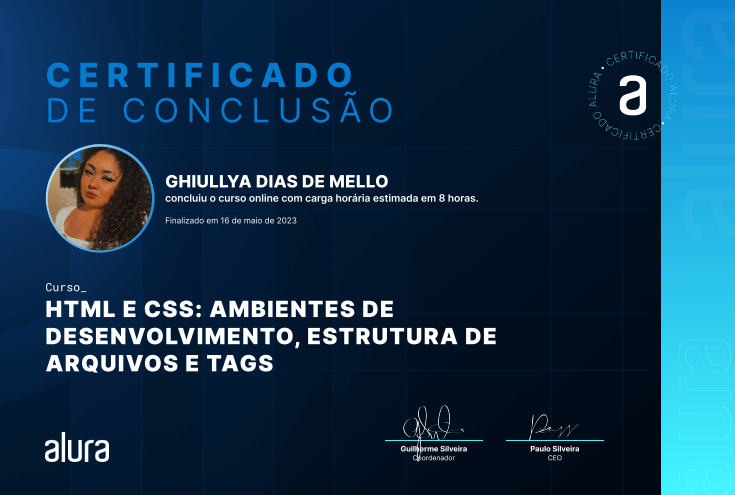 CERTIFICADO
DE CONCLUSÃO
CERTIFICADO ALURA • CERTIFICADO ALURA •
a
GHIULLYA DIAS DE MELLO
concluiu o curso online com carga horária estimada em 8 horas.
Finalizado em 16 de maio de 2023
Curso_
HTML E CSS: AMBIENTES DE
DESENVOLVIMENTO, ESTRUTURA DE
ARQUIVOS E TAGS
alura
Guilherme Silveira
Coordenador
Paulo Silveira
CEO
alura
alura